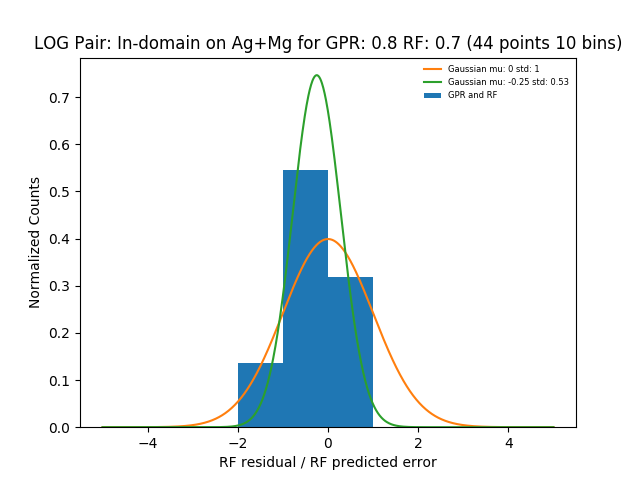 LOG Pair: In-domain on Ag+Mg for GPR: 0.8 RF: 0.7 (44 points 10 bins)
Gaussian mu: 0 std: 1
Gaussian mu: -0.25 std: 0.53
GPR and RF
Normalized Counts
0.7
0.6
0.5
0.4
0.3
0.2
0.1
0.0
−4 −2 0 2 4
RF residual / RF predicted error